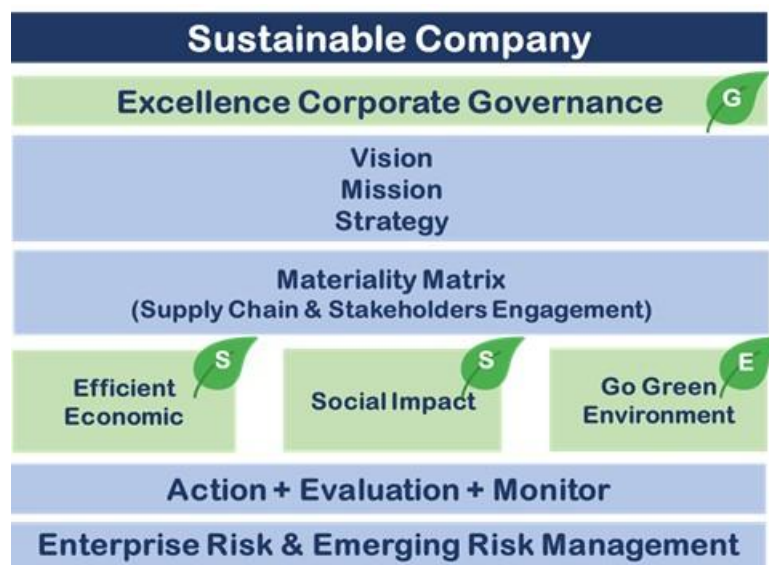 Sustainable Company
Excellence Corporate Governance
G
Vision
Mission
Strategy
Materiality Matrix
(Supply Chain & Stakeholders Engagement)
S
Efficient
Economic
S
Social Impact
E
Go Green
Environment
Action + Evaluation + Monitor
Enterprise Risk & Emerging Risk Management